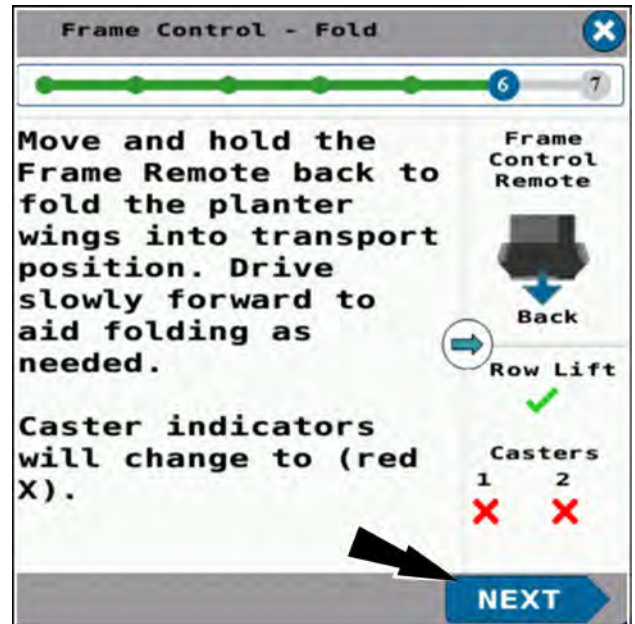 Frame Control - Fold
6
7
Move and hold the
Frame Remote back to
fold the planter
wings into transport
position. Drive
slowly forward to
aid folding as
needed.
Caster indicators
will change to (red
X).
Frame
Control
Remote
Back
Row Lift
Casters
1 2
NEXT